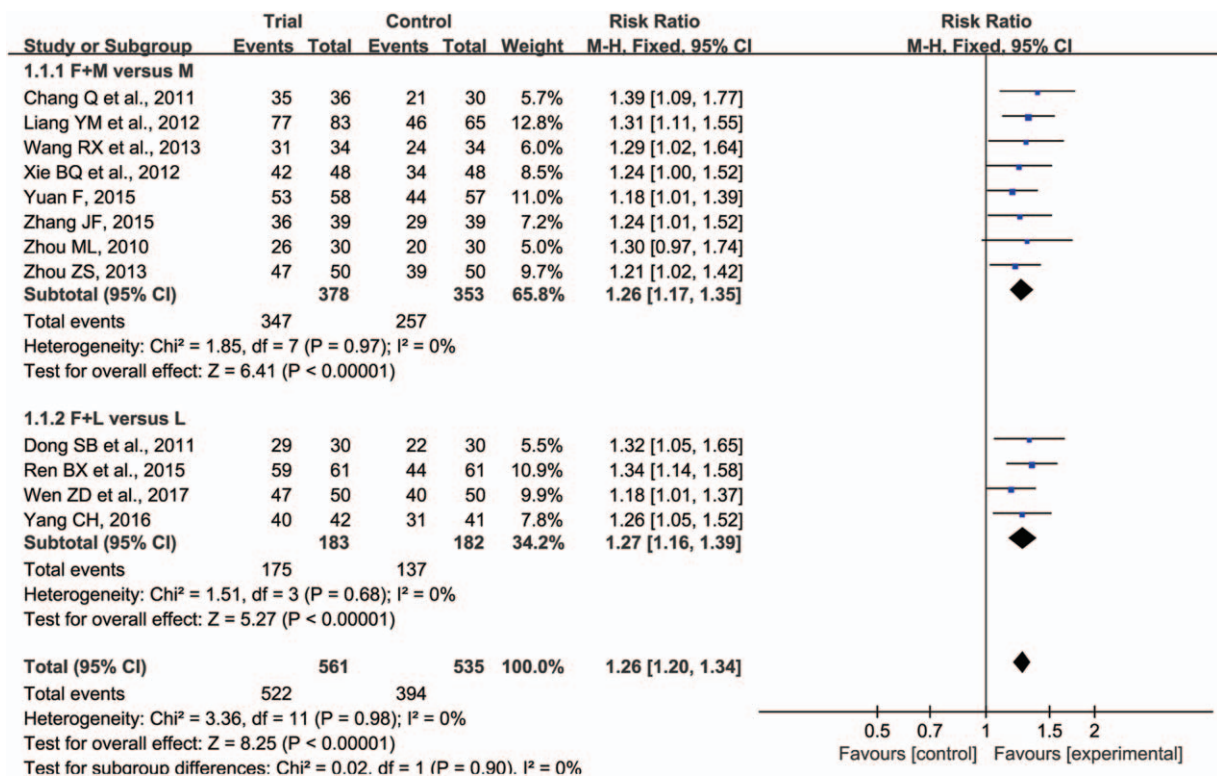 Trial Control Risk Ratio Risk Ratio
Study or Subgroup Events Total Events Total Weight M-H, Fixed, 95% CI M-H, Fixed, 95% CI
1.1.1 F+M versus M
Chang Q et al., 2011 35 36 21 30 5.7% 1.39 [1.09, 1.77]
Liang YM et al., 2012 77 83 46 65 12.8% 1.31 [1.11, 1.55]
Wang RX et al., 2013 31 34 24 34 6.0% 1.29 [1.02, 1.64]
Xie BQ et al., 2012 42 48 34 48 8.5% 1.24 [1.00, 1.52]
Yuan F, 2015 53 58 44 57 11.0% 1.18 [1.01, 1.39]
Zhang JF, 2015 36 39 29 39 7.2% 1.24 [1.01, 1.52]
Zhou ML, 2010 26 30 20 30 5.0% 1.30 [0.97, 1.74]
Zhou ZS, 2013 47 50 39 50 9.7% 1.21 [1.02, 1.42]
Subtotal (95% CI) 378 353 65.8% 1.26 [1.17, 1.35]
Total events 347 257
Heterogeneity: Chi² = 1.85, df = 7 (P = 0.97); I² = 0%
Test for overall effect: Z = 6.41 (P < 0.00001)
1.1.2 F+L versus L
Dong SB et al., 2011 29 30 22 30 5.5% 1.32 [1.05, 1.65]
Ren BX et al., 2015 59 61 44 61 10.9% 1.34 [1.14, 1.58]
Wen ZD et al., 2017 47 50 40 50 9.9% 1.18 [1.01, 1.37]
Yang CH, 2016 40 42 31 41 7.8% 1.26 [1.05, 1.52]
Subtotal (95% CI) 183 182 34.2% 1.27 [1.16, 1.39]
Total events 175 137
Heterogeneity: Chi² = 1.51, df = 3 (P = 0.68); I² = 0%
Test for overall effect: Z = 5.27 (P < 0.00001)
Total (95% CI) 561 535 100.0% 1.26 [1.20, 1.34]
Total events 522 394
Heterogeneity: Chi² = 3.36, df = 11 (P = 0.98); I² = 0%
Test for overall effect: Z = 8.25 (P < 0.00001)
Test for subgroup differences: Chi² = 0.02, df = 1 (P = 0.90), I² = 0%
0.5 0.7 1 1.5 2
Favours [control] Favours [experimental]